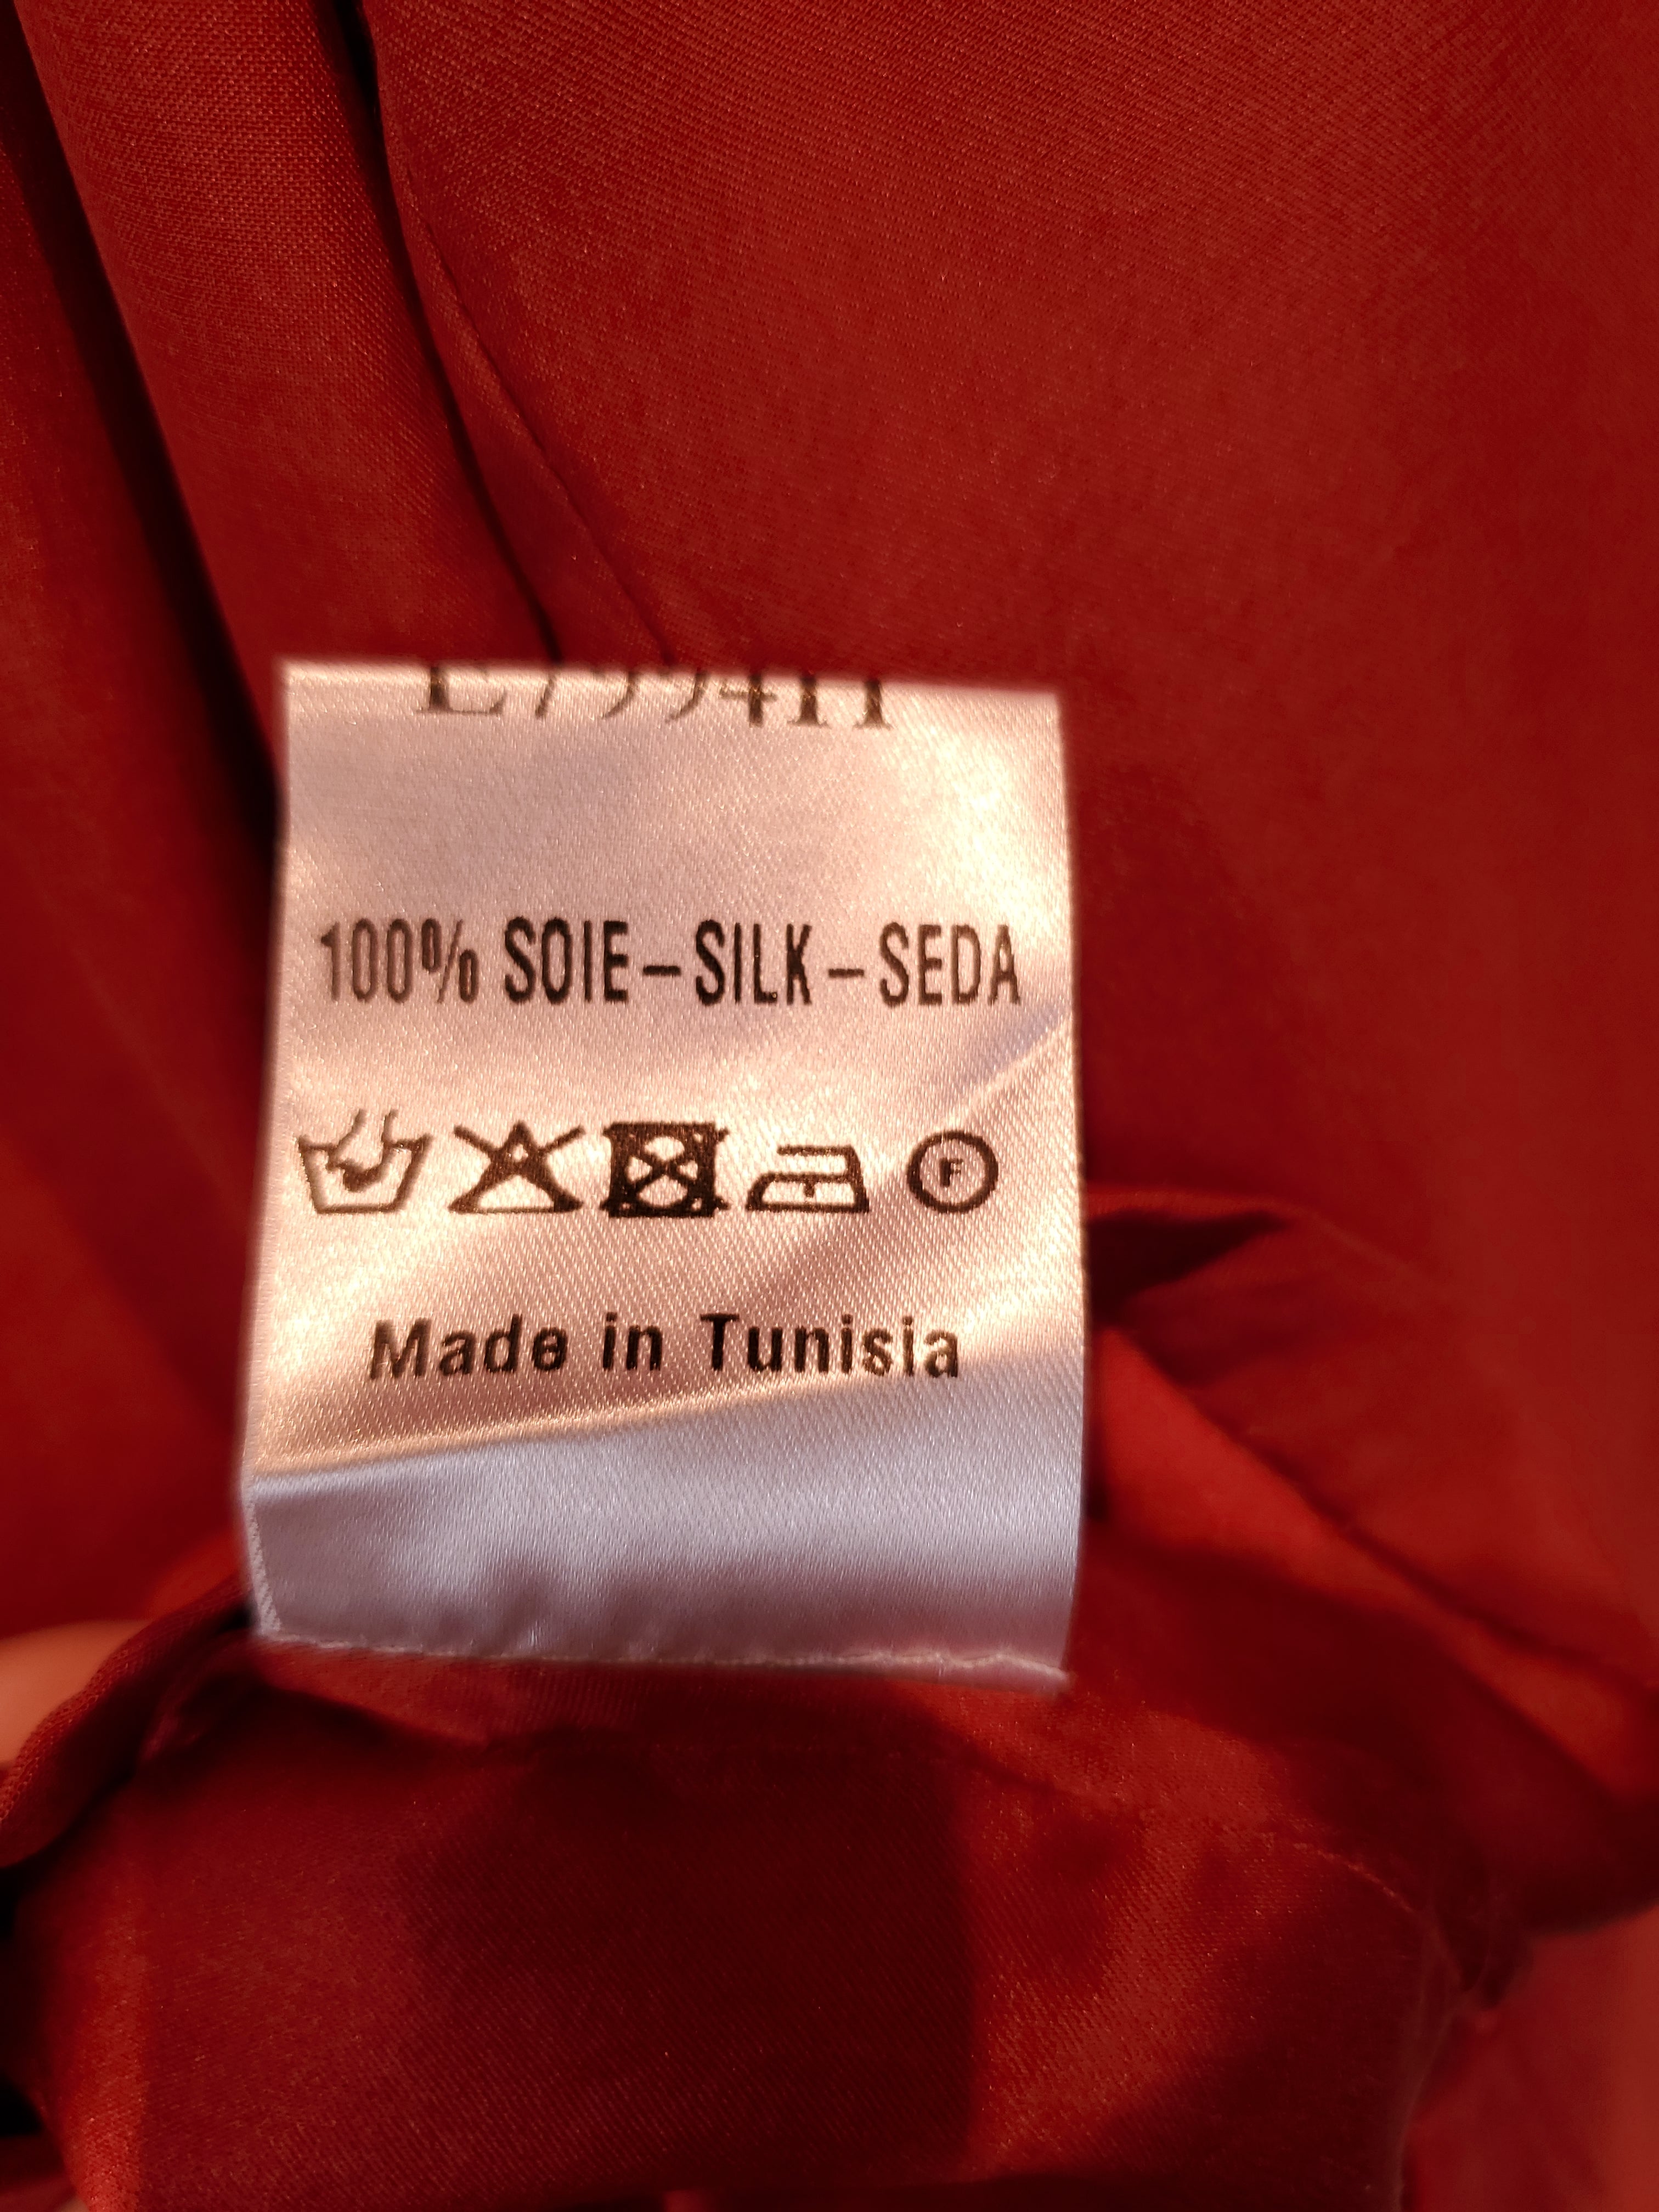 100% SOIE–SILK–SEDA
F
Made in Tunisia